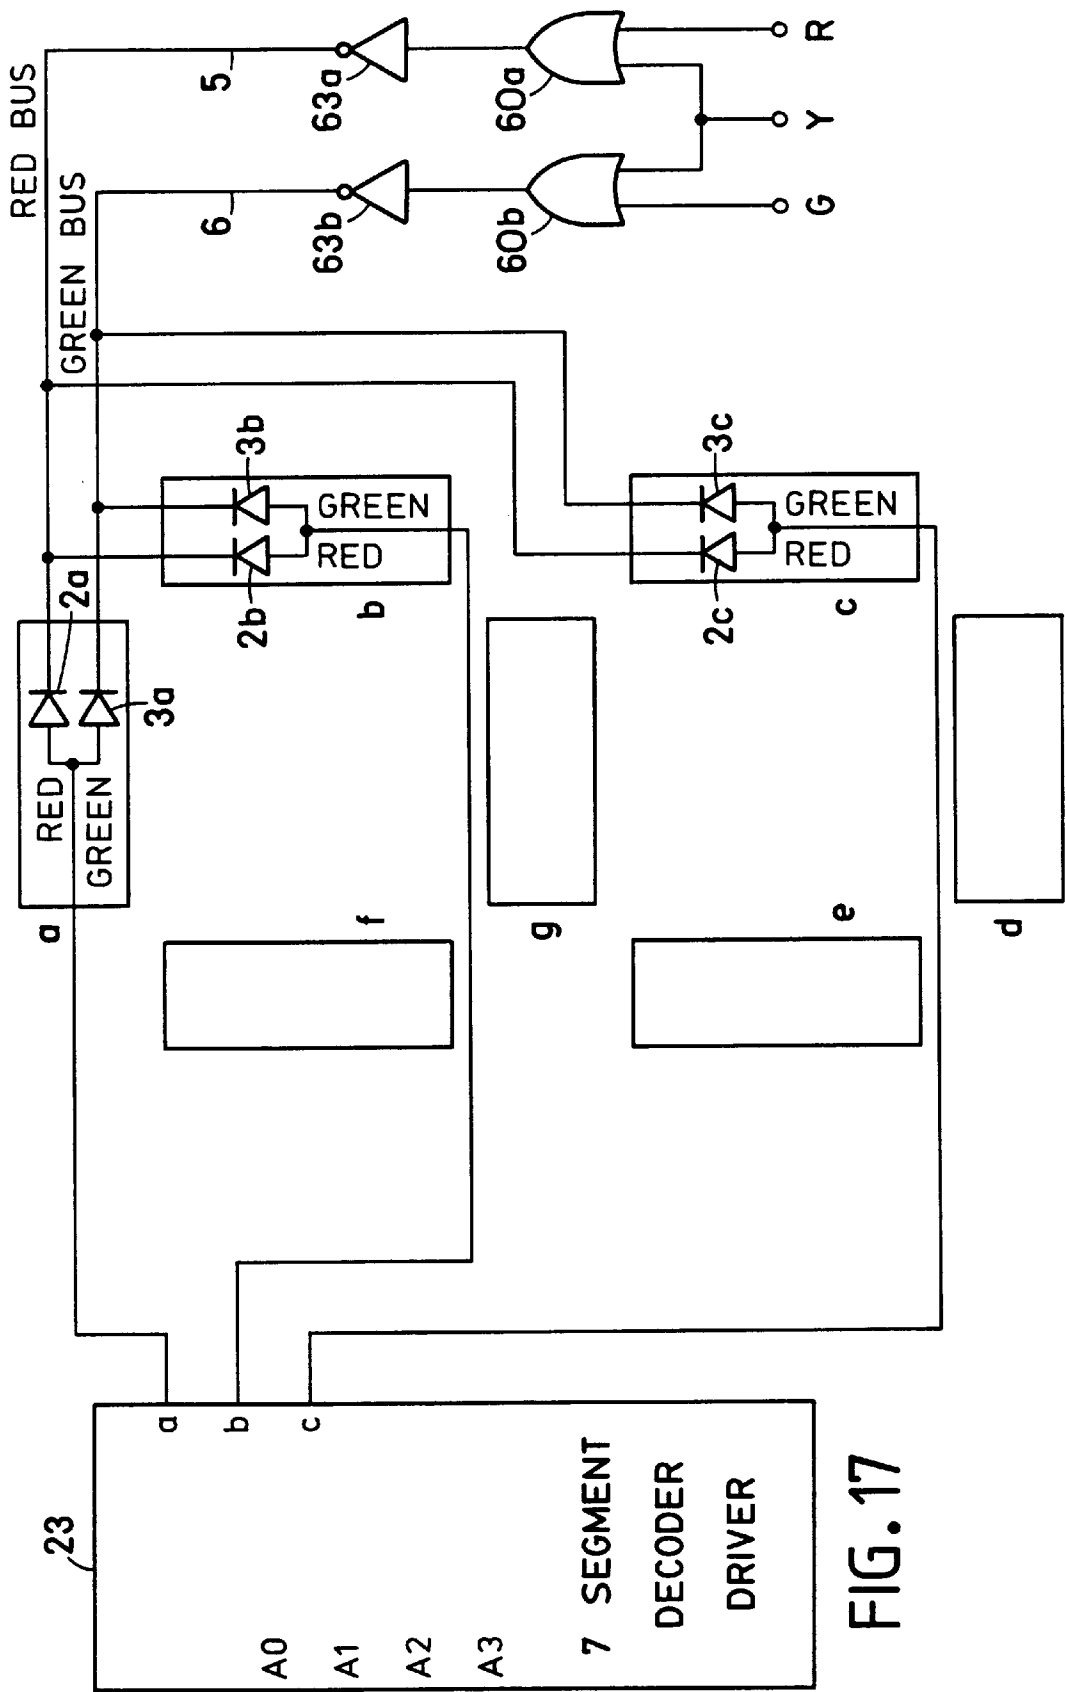 RED BUS
GREEN BUS
5
6
63a
63b
60a
60b
R
Y
G
2a
3a
RED
GREEN
a
2b
3b
RED
GREEN
b
2c
3c
RED
GREEN
c
f
g
e
d
23
a
b
c
A0
A1
A2
A3
7 SEGMENT
DECODER
DRIVER
FIG. 17